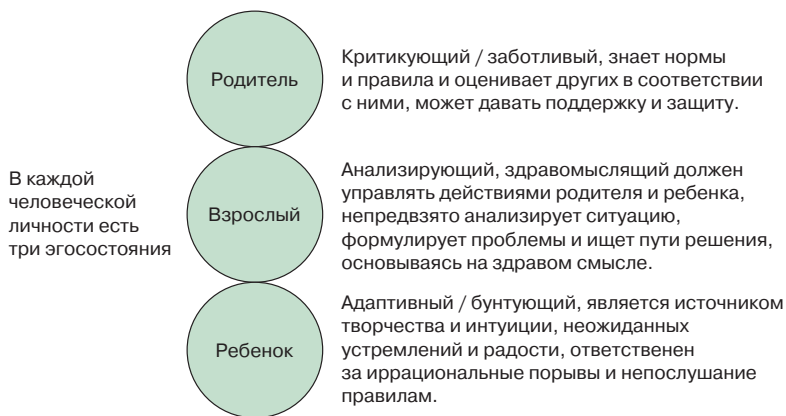 Родитель
Критикующий / заботливый, знает нормы
и правила и оценивает других в соответствии
с ними, может давать поддержку и защиту.
В каждой
человеческой
личности есть
три эгосостояния
Взрослый
Анализирующий, здравомыслящий должен
управлять действиями родителя и ребенка,
непредвзято анализирует ситуацию,
формулирует проблемы и ищет пути решения,
основываясь на здравом смысле.
Ребенок
Адаптивный / бунтующий, является источником
творчества и интуиции, неожиданных
устремлений и радости, ответственен
за иррациональные порывы и непослушание
правилам.